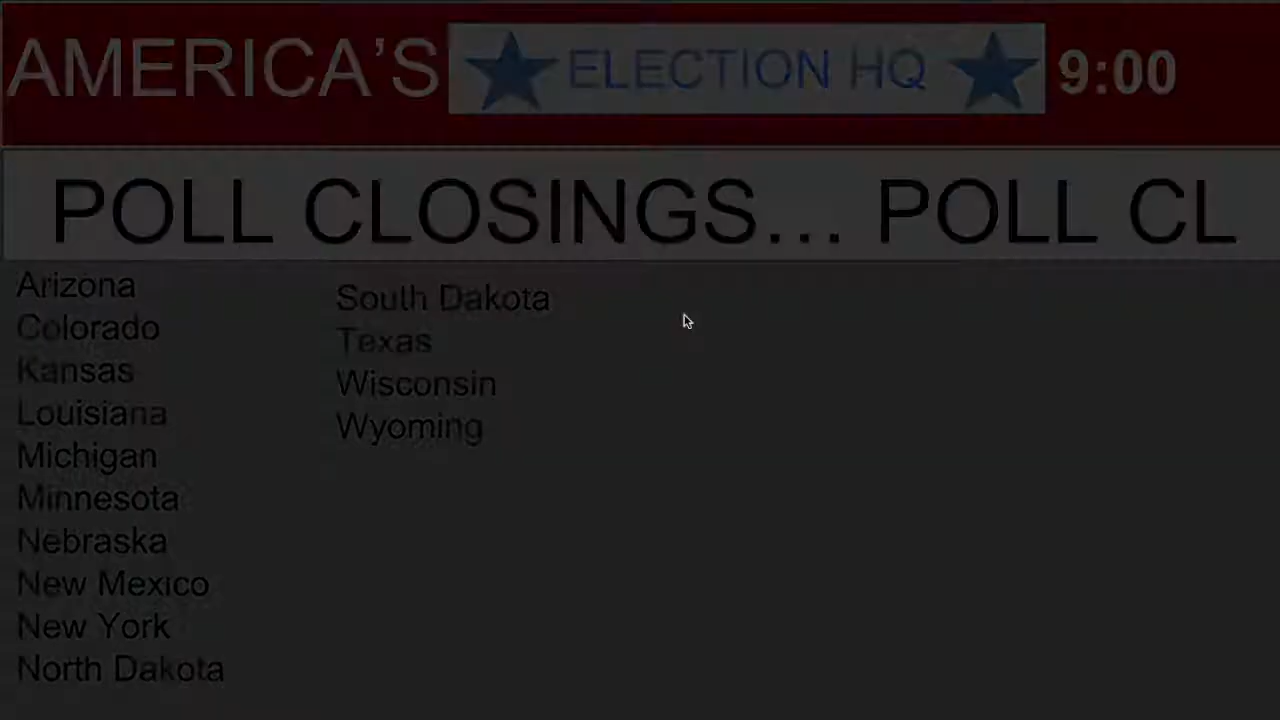 AMERICA'S ELECTION HQ 9:00
POLL CLOSINGS... POLL CL
Arizona
Colorado
Kansas
Louisiana
Michigan
Minnesota
Nebraska
New Mexico
New York
North Dakota
South Dakota
Texas
Wisconsin
Wyoming